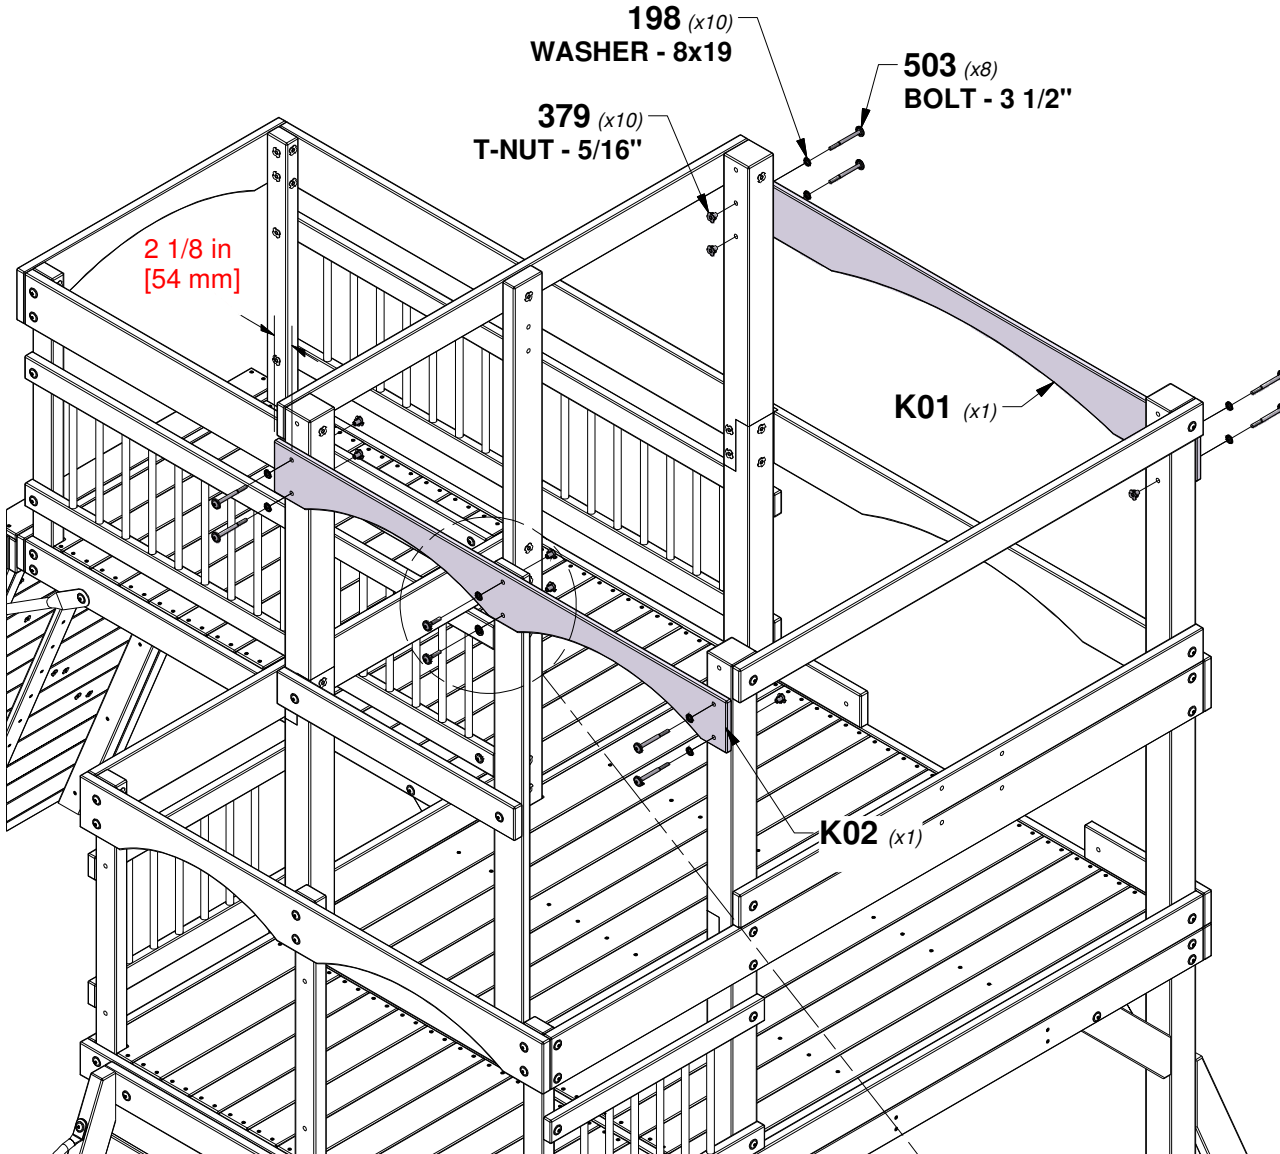 198 (x10)
WASHER - 8x19
503 (x8)
BOLT - 3 1/2"
379 (x10)
T-NUT - 5/16"
2 1/8 in
[54 mm]
K01 (x1)
K02 (x1)